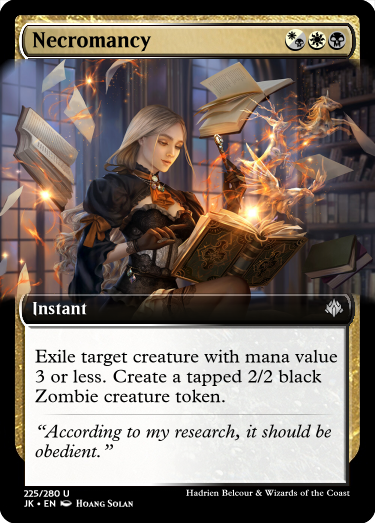 Necromancy
Instant
Exile target creature with mana value
3 or less. Create a tapped 2/2 black
Zombie creature token.
“According to my research, it should be
obedient.”
225/280 U
Hadrien Belcour & Wizards of the Coast
JK • EN Hoang Solan